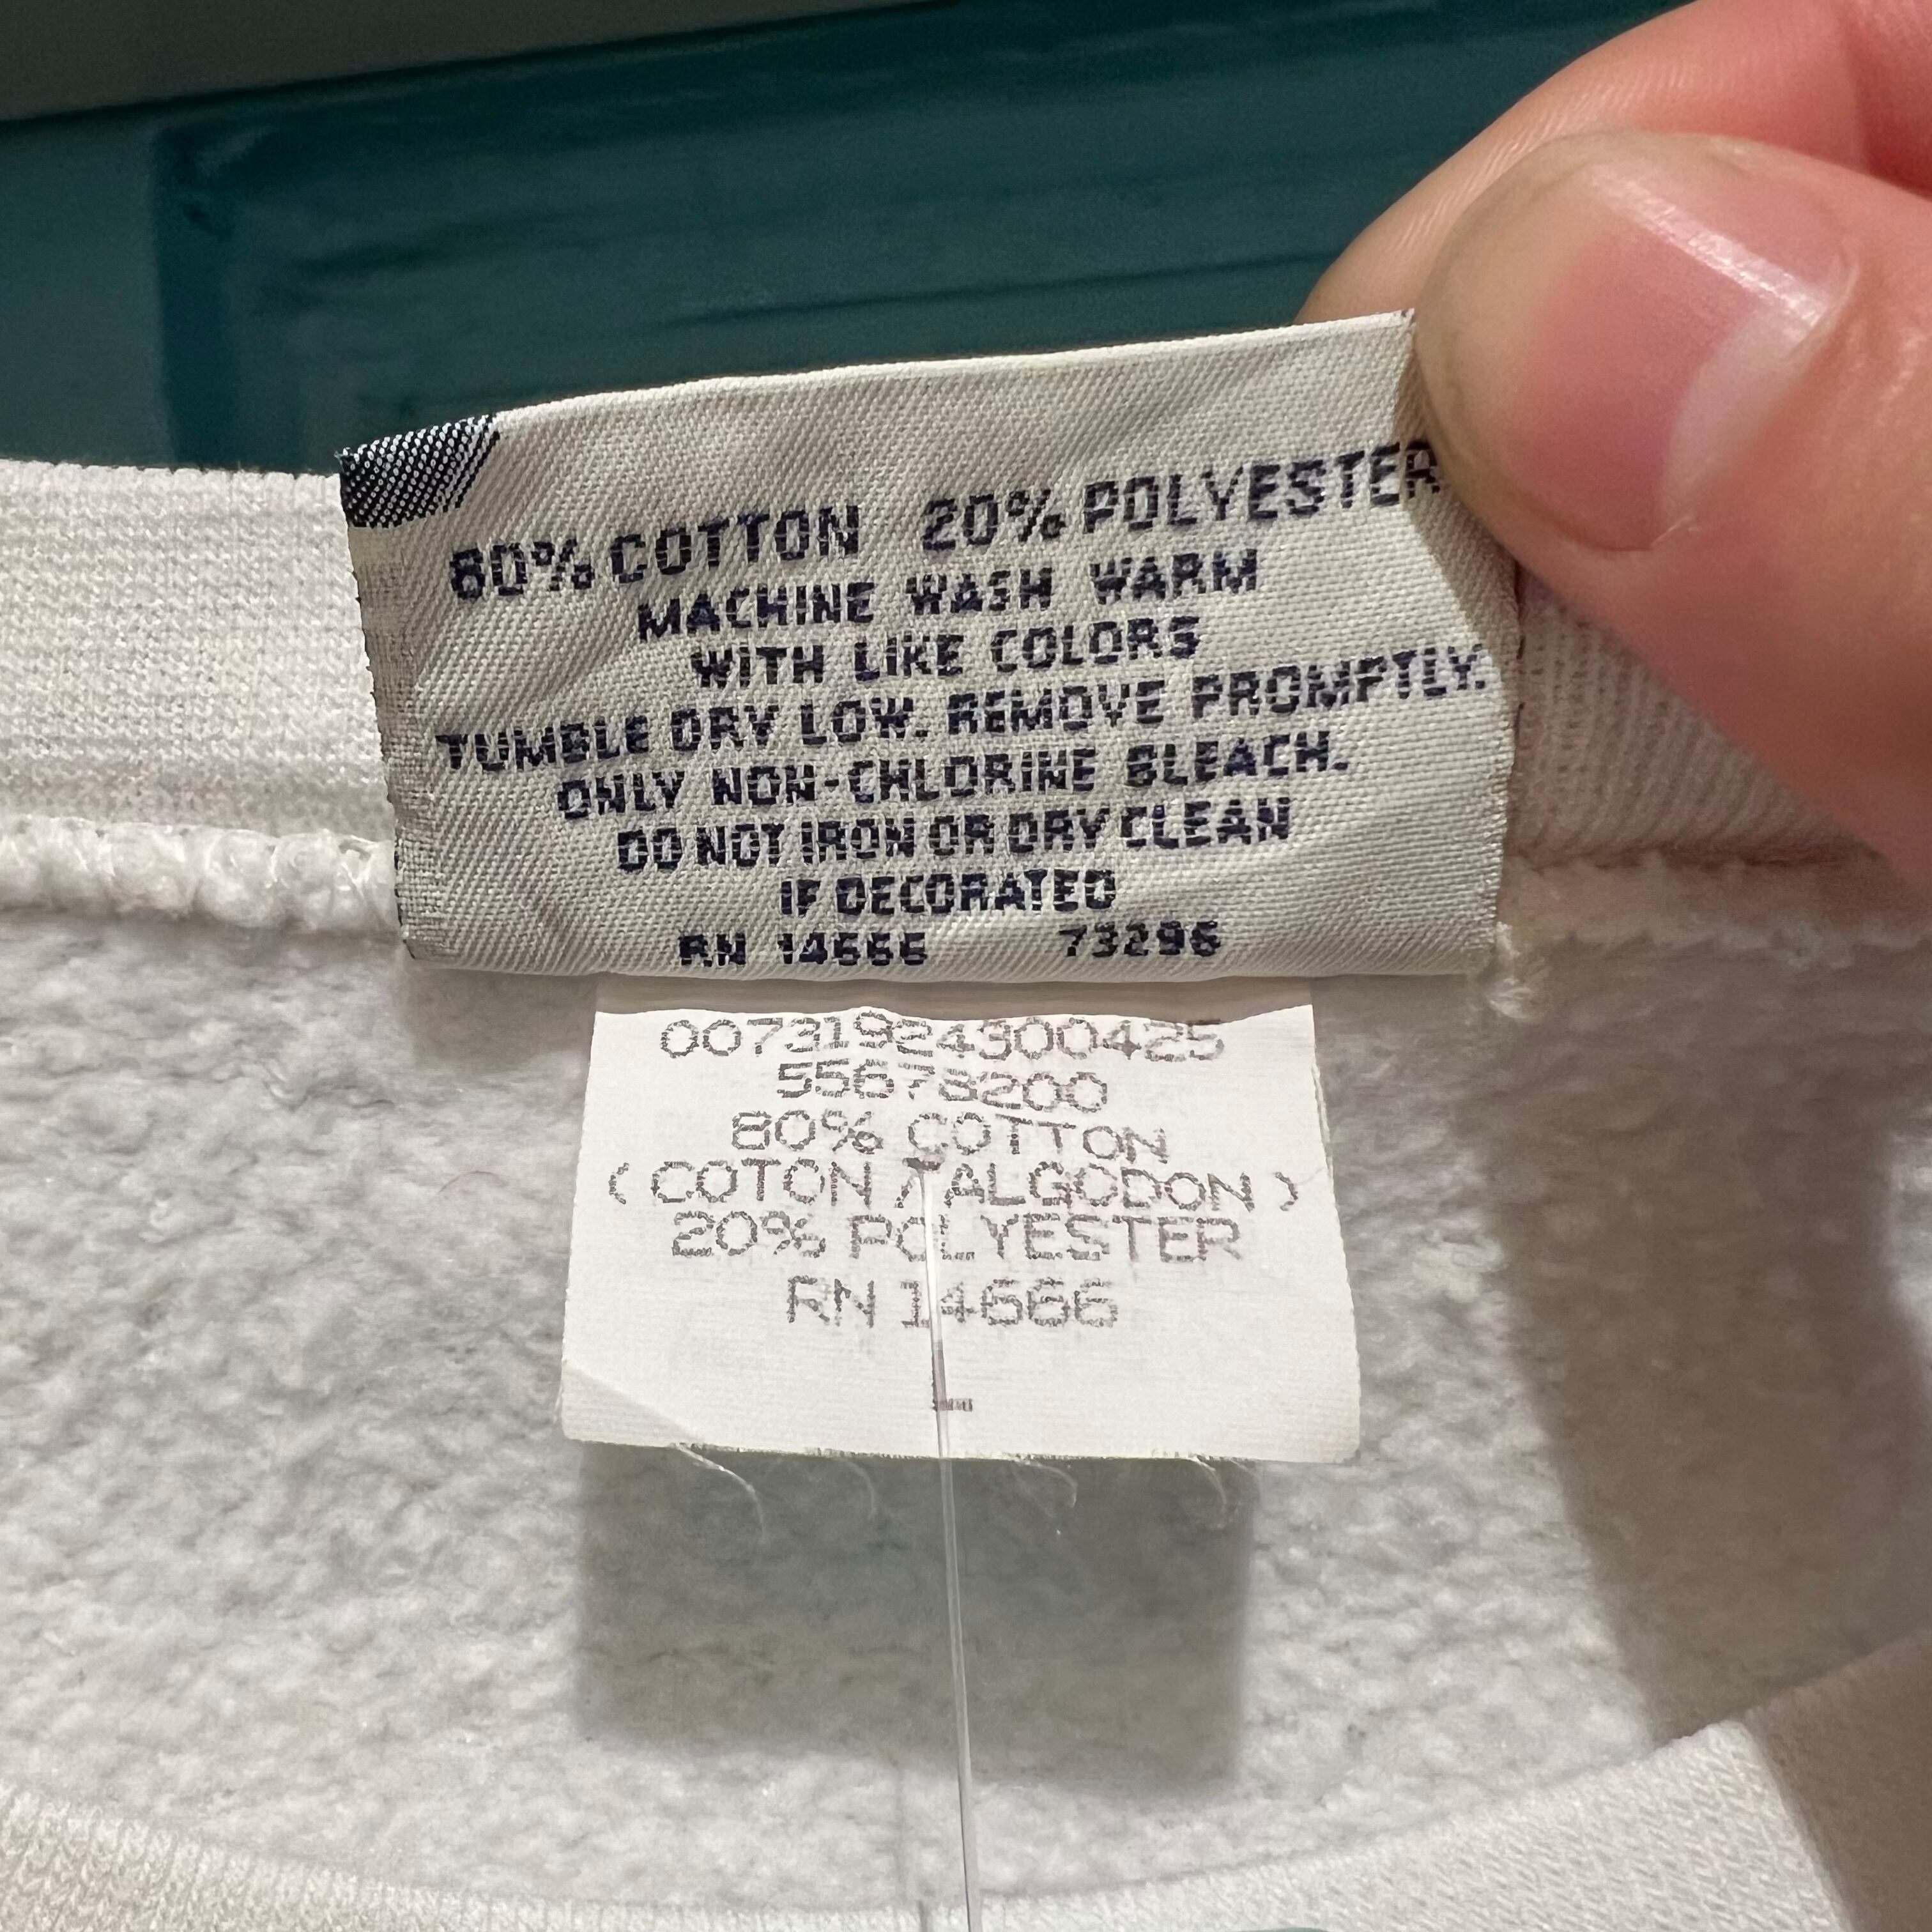 80% COTTON 20% POLYESTER
MACHINE WASH WARM
WITH LIKE COLORS
TUMBLE DRY LOW. REMOVE PROMPTLY.
ONLY NON-CHLORINE BLEACH.
DO NOT IRON OR DRY CLEAN
IF DECORATED
RN 14666 73296
00731924300425
55678200
80% COTTON
( COTON / ALGODON )
20% POLYESTER
RN 14666
L